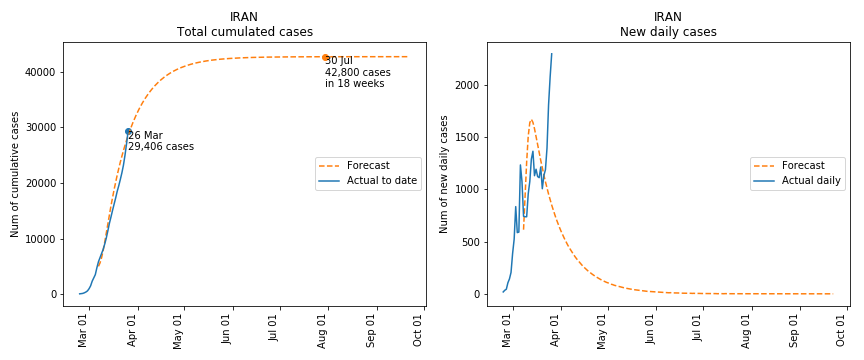 IRAN
Total cumulated cases
Num of cumulative cases
40000
30000
20000
10000
0
30 Jul
42,800 cases
in 18 weeks
26 Mar
29,406 cases
Forecast
Actual to date
Mar 01
Apr 01
May 01
Jun 01
Jul 01
Aug 01
Sep 01
Oct 01
IRAN
New daily cases
Num of new daily cases
2000
1500
1000
500
0
Forecast
Actual daily
Mar 01
Apr 01
May 01
Jun 01
Jul 01
Aug 01
Sep 01
Oct 01